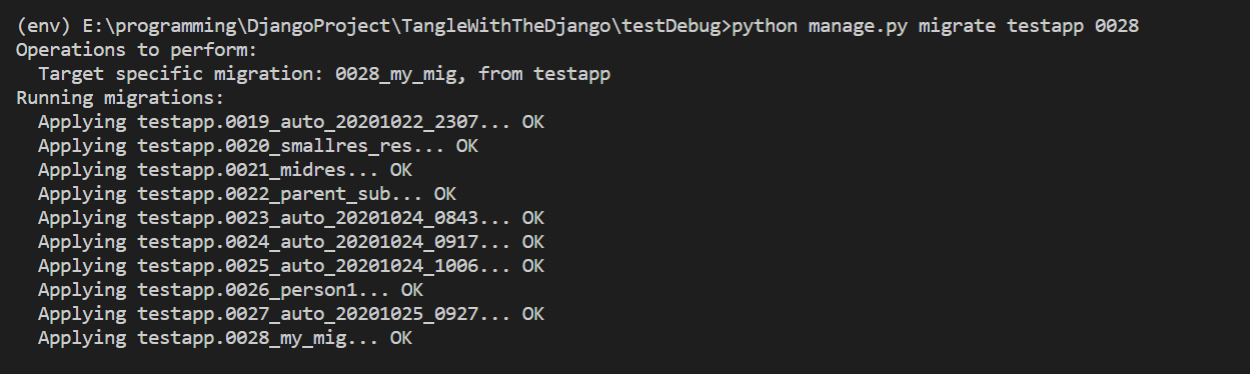 (env) E:\programming\DjangoProject\TangleWithTheDjango\testDebug>python manage.py migrate testapp 0028
Operations to perform:
  Target specific migration: 0028_my_mig, from testapp
Running migrations:
  Applying testapp.0019_auto_20201022_2307... OK
  Applying testapp.0020_smallres_res... OK
  Applying testapp.0021_midres... OK
  Applying testapp.0022_parent_sub... OK
  Applying testapp.0023_auto_20201024_0843... OK
  Applying testapp.0024_auto_20201024_0917... OK
  Applying testapp.0025_auto_20201024_1006... OK
  Applying testapp.0026_person1... OK
  Applying testapp.0027_auto_20201025_0927... OK
  Applying testapp.0028_my_mig... OK